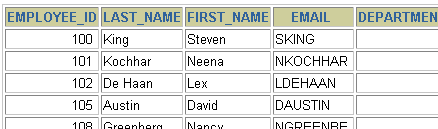 EMPLOYEE_ID LAST_NAME FIRST_NAME EMAIL DEPARTMEN
100 King Steven SKING
101 Kochhar Neena NKOCHHAR
102 De Haan Lex LDEHAAN
105 Austin David DAUSTIN
108 Greenberg Nancy NGREENBE